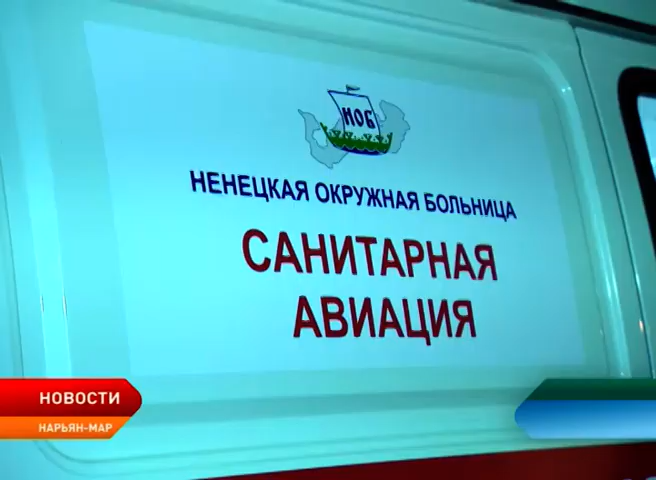 НОБ
НЕНЕЦКАЯ ОКРУЖНАЯ БОЛЬНИЦА
САНИТАРНАЯ
АВИАЦИЯ
НОВОСТИ
НАРЬЯН-МАР